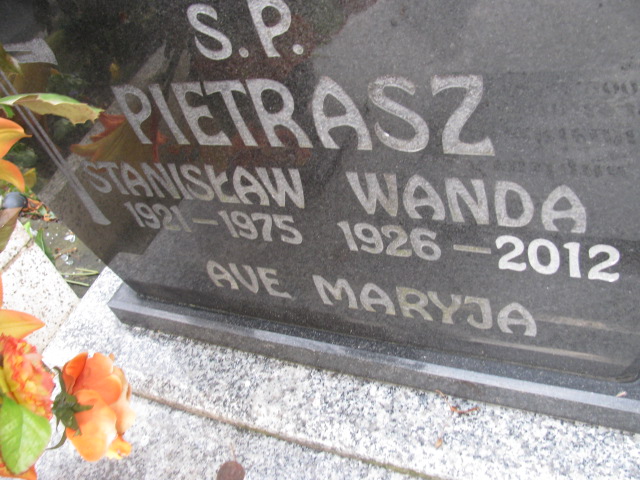 S.P.
PIETRASZ
STANISŁAW WANDA
1921-1975 1926-2012
AVE MARYJA